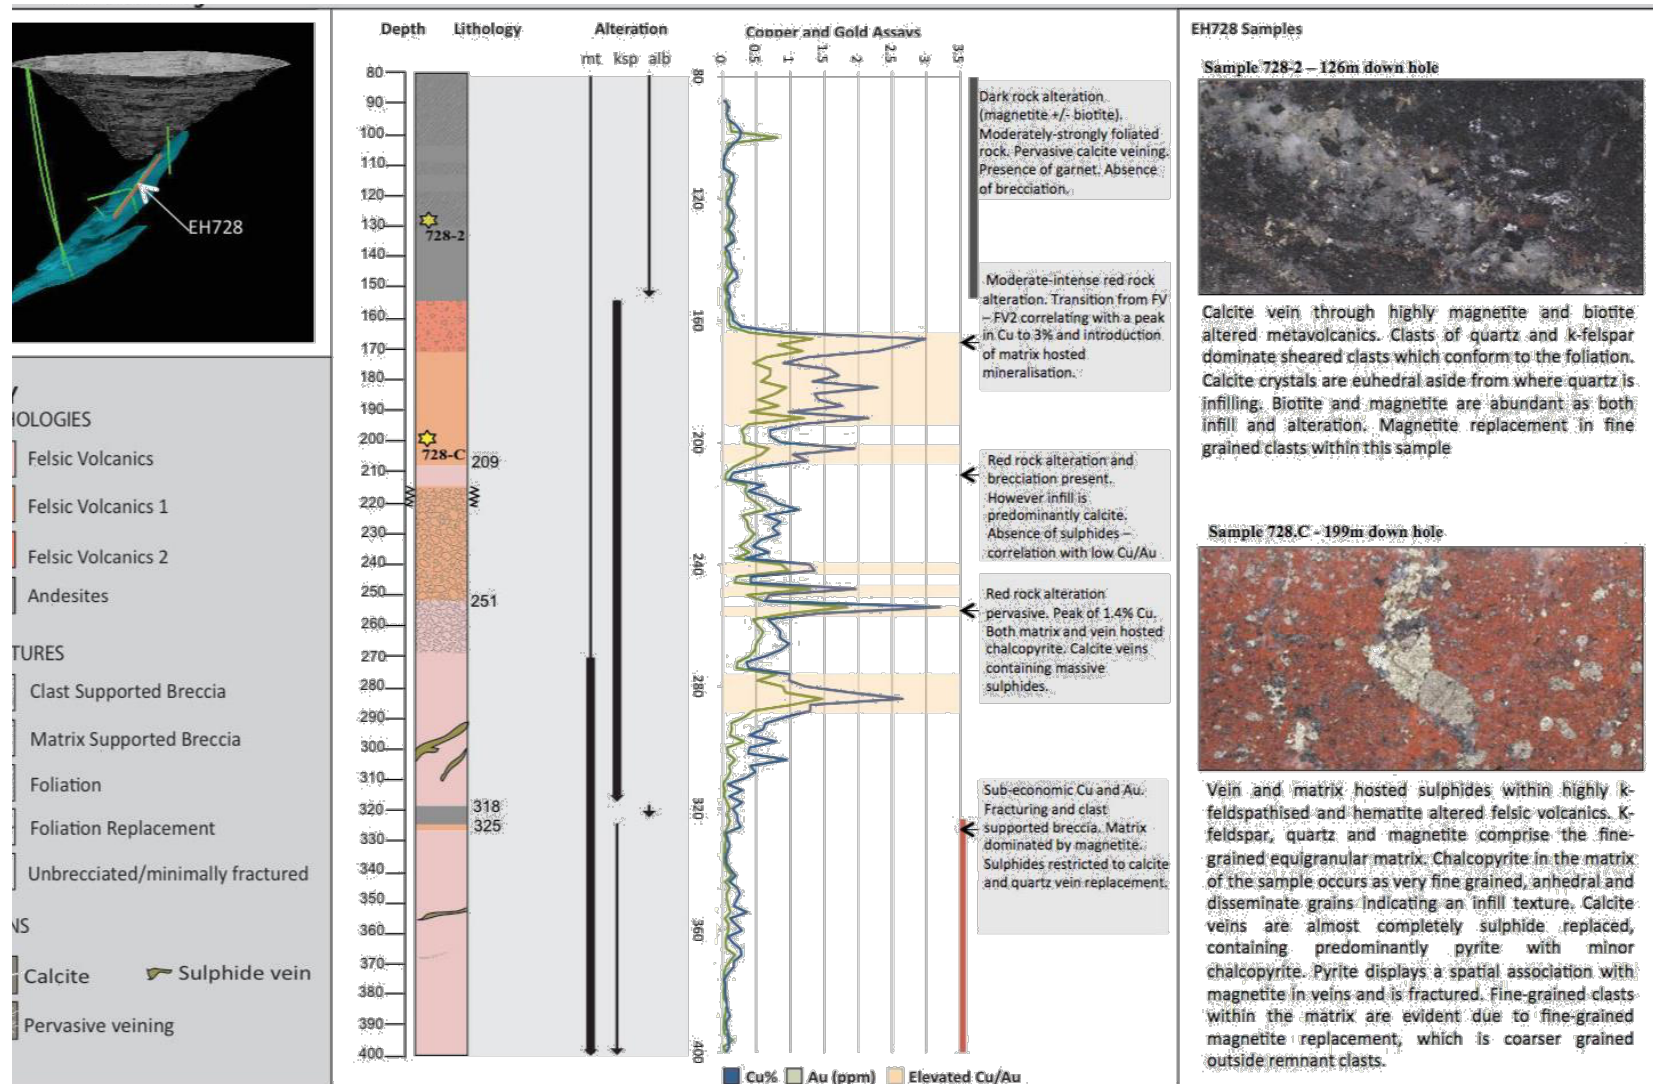 EH728
HOLOGIES
Felsic Volcanics
Felsic Volcanics 1
Felsic Volcanics 2
Andesites
TURES
Clast Supported Breccia
Matrix Supported Breccia
Foliation
Foliation Replacement
Unbrecciated/minimally fractured
NS
Calcite
Sulphide vein
Pervasive veining
Depth
Lithology
Alteration
Copper and Gold Assays
mt ksp alb
0 0.5 1 1.5 2 2.5 3 3.5
80
90
100
110
120
130
140
150
160
170
180
190
200
210
220
230
240
250
260
270
280
290
300
310
320
330
340
350
360
370
380
390
400
728-2
728-C
209
251
318
325
80
120
160
200
240
280
320
360
400
Cu% Au (ppm) Elevated Cu/Au
Dark rock alteration
(magnetite +/- biotite).
Moderately-strongly foliated
rock. Pervasive calcite veining.
Presence of garnet. Absence
of brecciation.
Moderate-intense red rock
alteration. Transition from FV
– FV2 correlating with a peak
in Cu to 3% and introduction
of matrix hosted
mineralisation.
Red rock alteration and
brecciation present.
However infill is
predominantly calcite.
Absence of sulphides –
correlation with low Cu/Au
Red rock alteration
pervasive. Peak of 1.4% Cu.
Both matrix and vein hosted
chalcopyrite. Calcite veins
containing massive
sulphides.
Sub-economic Cu and Au.
Fracturing and clast
supported breccia. Matrix
dominated by magnetite.
Sulphides restricted to calcite
and quartz vein replacement.
EH728 Samples
Sample 728-2 – 126m down hole
Calcite vein through highly magnetite and biotite
altered metavolcanics. Clasts of quartz and k-felspar
dominate sheared clasts which conform to the foliation.
Calcite crystals are euhedral aside from where quartz is
infilling. Biotite and magnetite are abundant as both
infill and alteration. Magnetite replacement in fine
grained clasts within this sample
Sample 728.C - 199m down hole
Vein and matrix hosted sulphides within highly k-
feldspathised and hematite altered felsic volcanics. K-
feldspar, quartz and magnetite comprise the fine-
grained equigranular matrix. Chalcopyrite in the matrix
of the sample occurs as very fine grained, anhedral and
disseminate grains indicating an infill texture. Calcite
veins are almost completely sulphide replaced,
containing predominantly pyrite with minor
chalcopyrite. Pyrite displays a spatial association with
magnetite in veins and is fractured. Fine-grained clasts
within the matrix are evident due to fine-grained
magnetite replacement, which is coarser grained
outside remnant clasts.